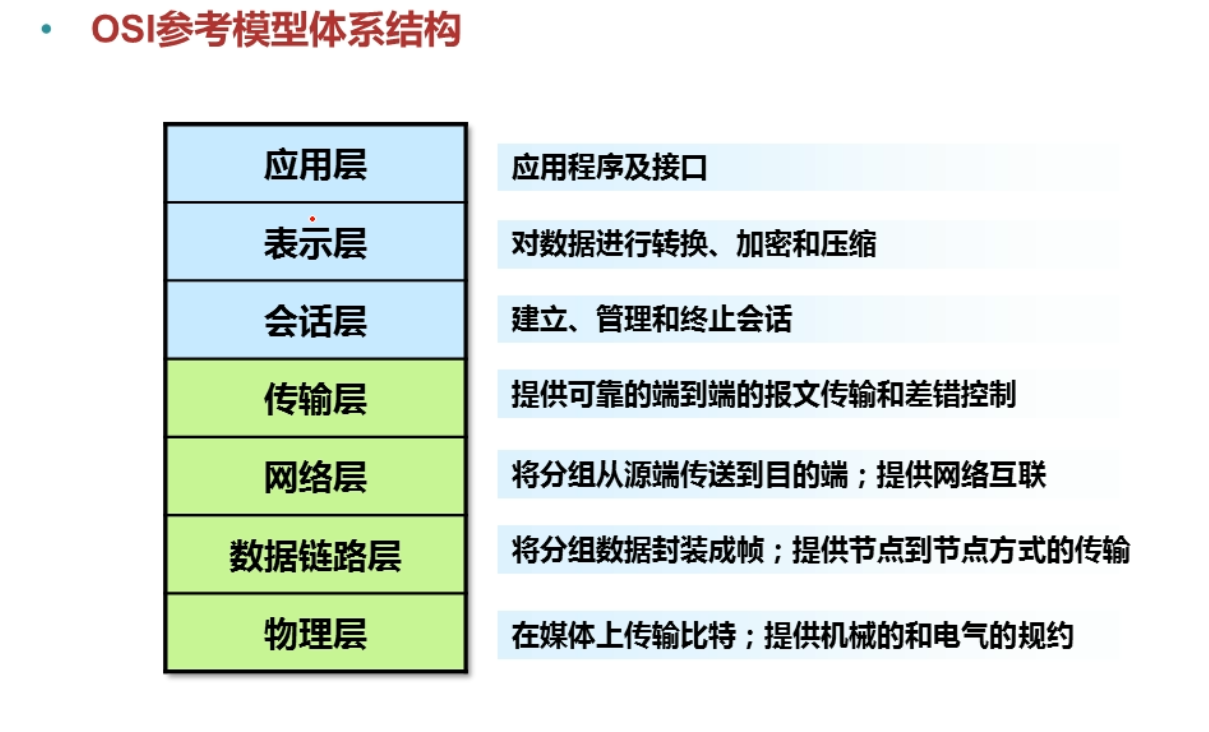 • OSI参考模型体系结构
应用层 应用程序及接口
表示层 对数据进行转换、加密和压缩
会话层 建立、管理和终止会话
传输层 提供可靠的端到端的报文传输和差错控制
网络层 将分组从源端传送到目的端；提供网络互联
数据链路层 将分组数据封装成帧；提供节点到节点方式的传输
物理层 在媒体上传输比特；提供机械的和电气的规约